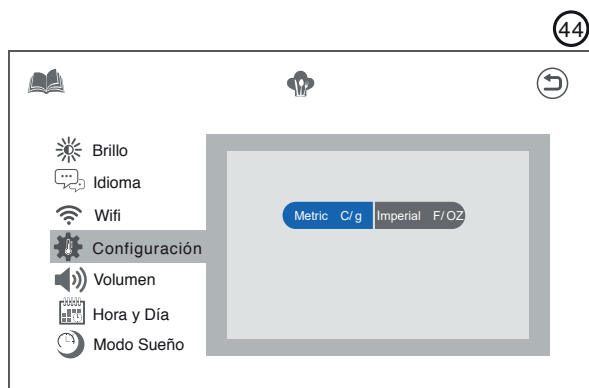 44
Brillo
Idioma
Wifi
Configuración
Metric C/ g Imperial F/ OZ
Volumen
Hora y Día
Modo Sueño